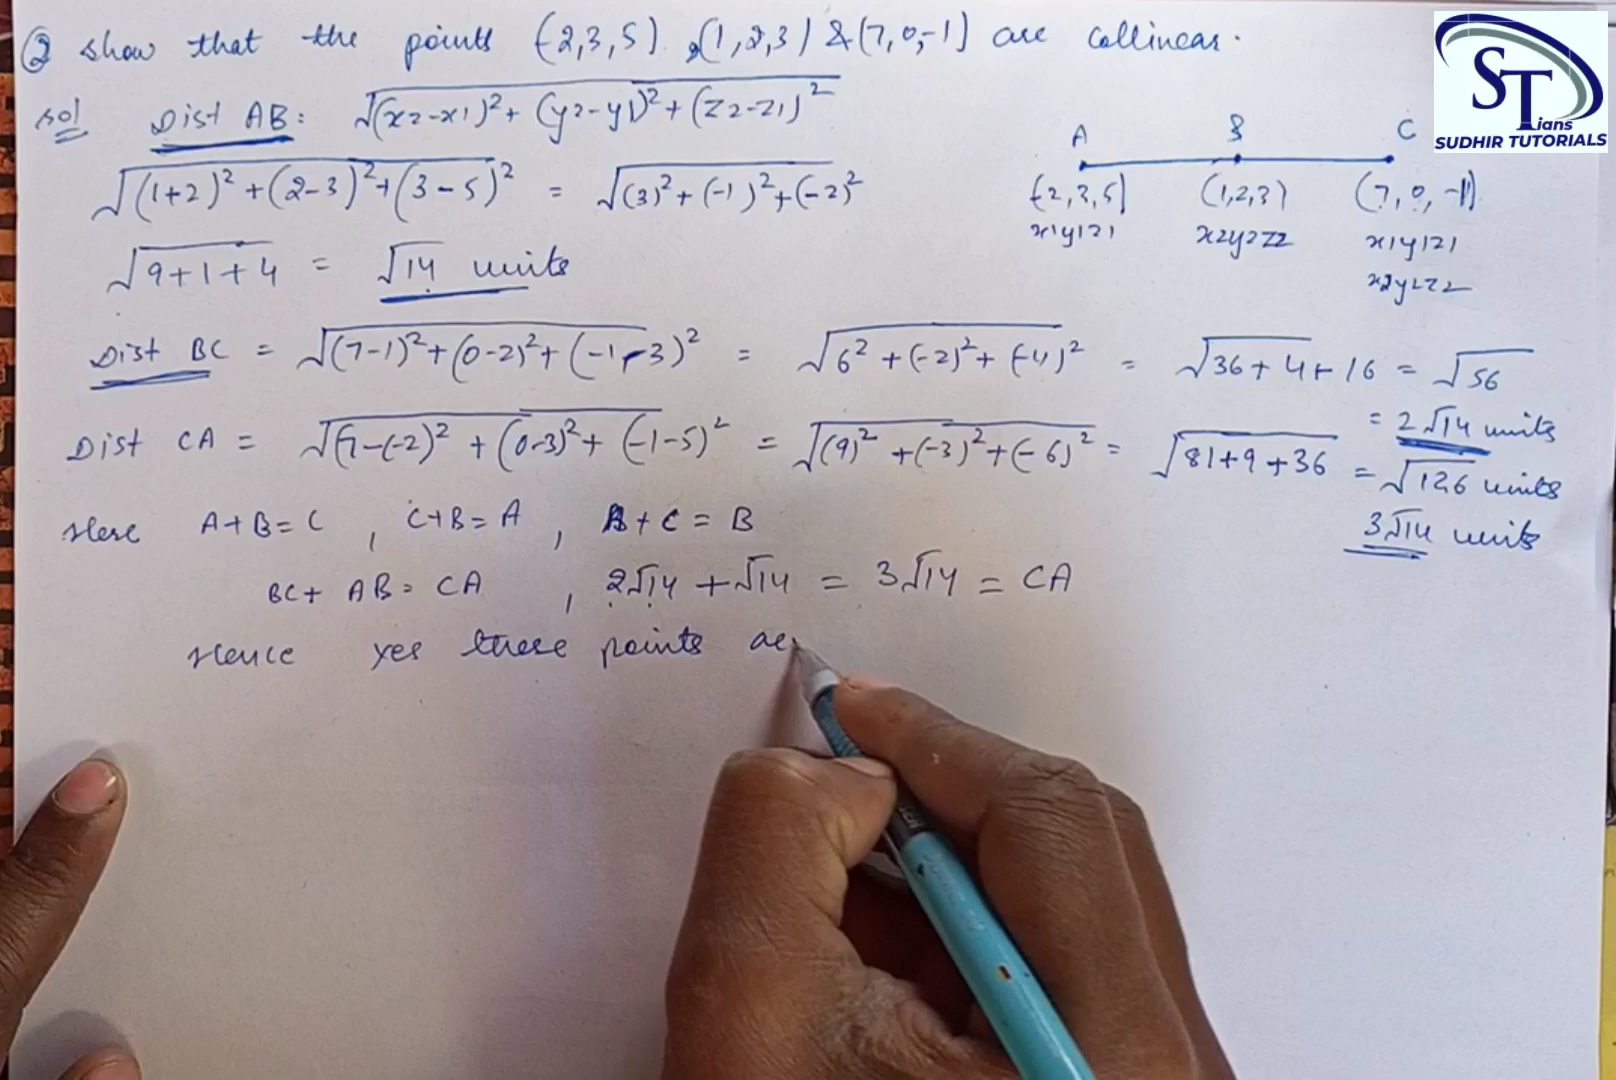 ② Show that the points (-2,3,5), (1,2,3) & (7,0,-1) are collinear.
Sol Dist AB: √(x2-x1)²+(y2-y1)²+(z2-z1)²
√(1+2)²+(2-3)²+(3-5)² = √(3)²+(-1)²+(-2)²
√9+1+4 = √14 units
A B C
(-2,3,5) (1,2,3) (7,0,-1)
x1y1z1 x2y2z2 x1y1z1
x2y2z2
Dist BC = √(7-1)²+(0-2)²+(-1-3)² = √6²+(-2)²+(-4)² = √36+4+16 = √56
= 2√14 units
Dist CA = √(7-(-2)² +(0-3)²+(-1-5)² = √(9)²+(-3)²+(-6)² = √81+9+36 = √126 units
3√14 units
Here A+B=C , C+B=A , A+C=B
BC+ AB= CA , 2√14 +√14 = 3√14 = CA
Hence yes these points
ST
ians
SUDHIR TUTORIALS